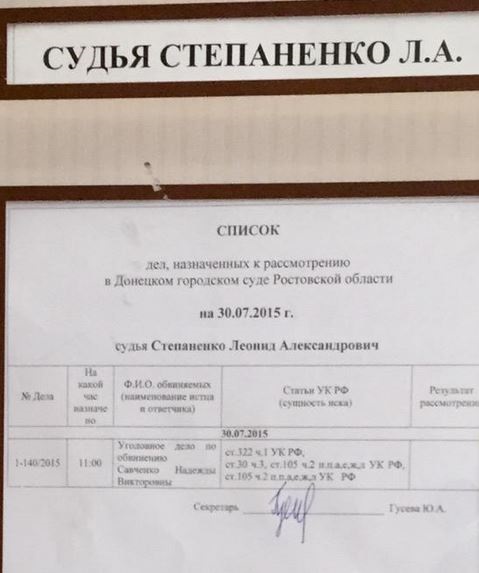 СУДЬЯ СТЕПАНЕНКО Л.А.
СПИСОК
дел, назначенных к рассмотрению
в Донецком городском суде Ростовской области
на 30.07.2015 г.
судья Степаненко Леонид Александрович
№ Дела
На
какой
час
назначе
но
Ф.И.О. обвиняемых
(наименование истца
и ответчика)
Статьи УК РФ
(сущность иска)
Результат
рассмотрени
30.07.2015
1-140/2015
11:00
Уголовное дело по
обвинению
Савченко Надежды
Викторовны
ст.322 ч.1 УК РФ;
ст.30 ч.3, ст.105 ч.2 п.п.а,е,ж,л УК РФ,
ст.105 ч.2 п.п.а,е,ж,л УК РФ
Секретарь Гусева Ю.А.